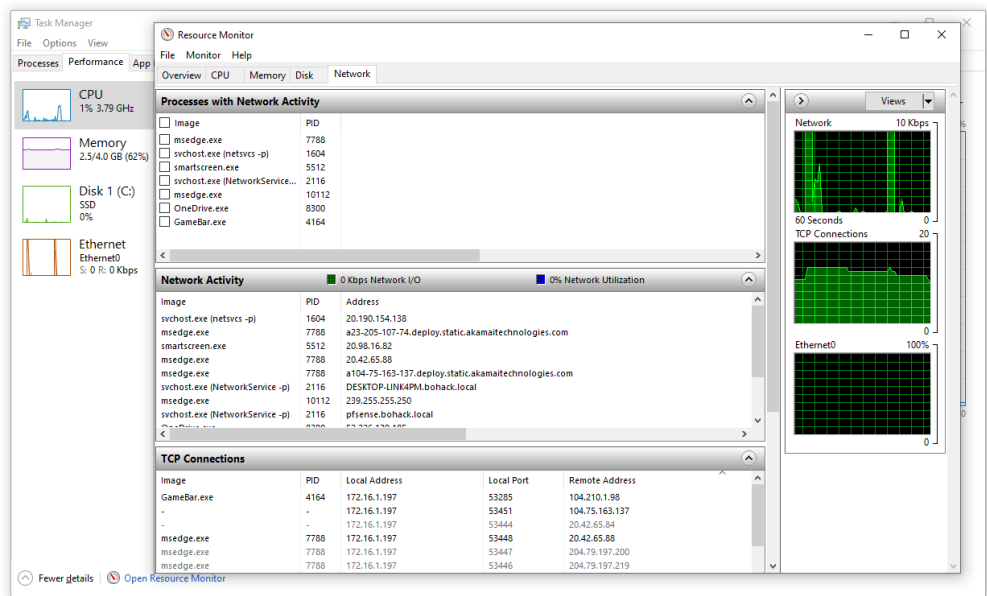 Task Manager
File Options View
Processes Performance App
CPU
1% 3.79 GHz
Memory
2.5/4.0 GB (62%)
Disk 1 (C:)
SSD
0%
Ethernet
Ethernet0
S: 0 R: 0 Kbps
Fewer details Open Resource Monitor
Resource Monitor
File Monitor Help
Overview CPU Memory Disk Network
Processes with Network Activity
Image PID
msedge.exe 7788
svchost.exe (netsvcs -p) 1604
smartscreen.exe 5512
svchost.exe (NetworkService... 2116
msedge.exe 10112
OneDrive.exe 8300
GameBar.exe 4164
Network Activity 0 Kbps Network I/O 0% Network Utilization
Image PID Address
svchost.exe (netsvcs -p) 1604 20.190.154.138
msedge.exe 7788 a23-205-107-74.deploy.static.akamaitechnologies.com
smartscreen.exe 5512 20.98.16.82
msedge.exe 7788 20.42.65.88
msedge.exe 7788 a104-75-163-137.deploy.static.akamaitechnologies.com
svchost.exe (NetworkService -p) 2116 DESKTOP-LINK4PM.bohack.local
msedge.exe 10112 239.255.255.250
svchost.exe (NetworkService -p) 2116 pfsense.bohack.local
TCP Connections
Image PID Local Address Local Port Remote Address
GameBar.exe 4164 172.16.1.197 53285 104.210.1.98
- - 172.16.1.197 53451 104.75.163.137
- - 172.16.1.197 53444 20.42.65.84
msedge.exe 7788 172.16.1.197 53448 20.42.65.88
msedge.exe 7788 172.16.1.197 53447 204.79.197.200
msedge.exe 7788 172.16.1.197 53446 204.79.197.219
Views
Network 10 Kbps
60 Seconds 0
TCP Connections 20
0
Ethernet0 100%
0
%
0